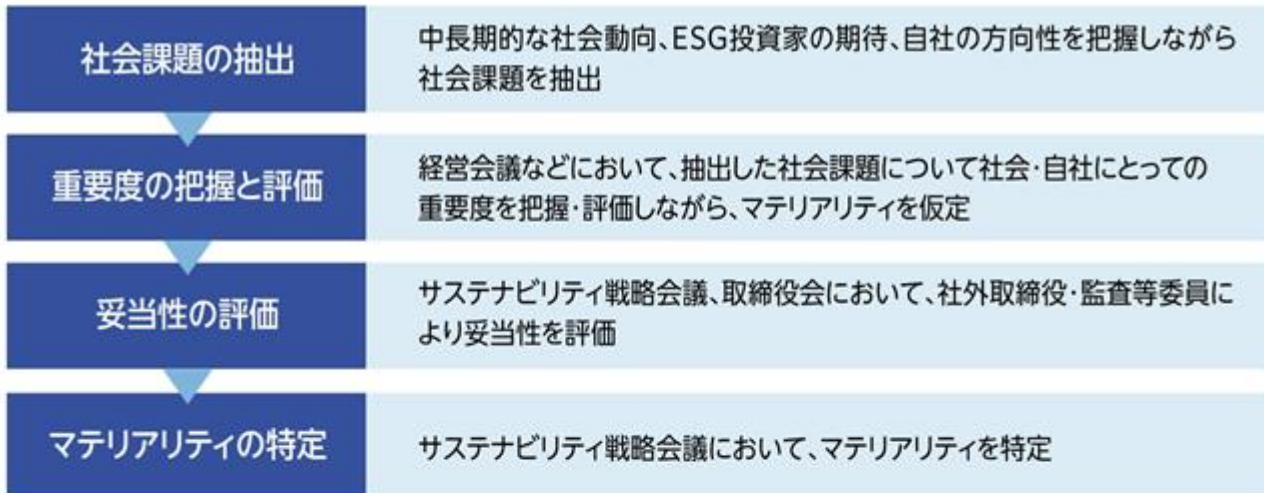 社会課題の抽出
中長期的な社会動向、ESG投資家の期待、自社の方向性を把握しながら
社会課題を抽出
重要度の把握と評価
経営会議などにおいて、抽出した社会課題について社会･自社にとっての
重要度を把握･評価しながら、マテリアリティを仮定
妥当性の評価
サステナビリティ戦略会議、取締役会において、社外取締役･監査等委員に
より妥当性を評価
マテリアリティの特定
サステナビリティ戦略会議において、マテリアリティを特定